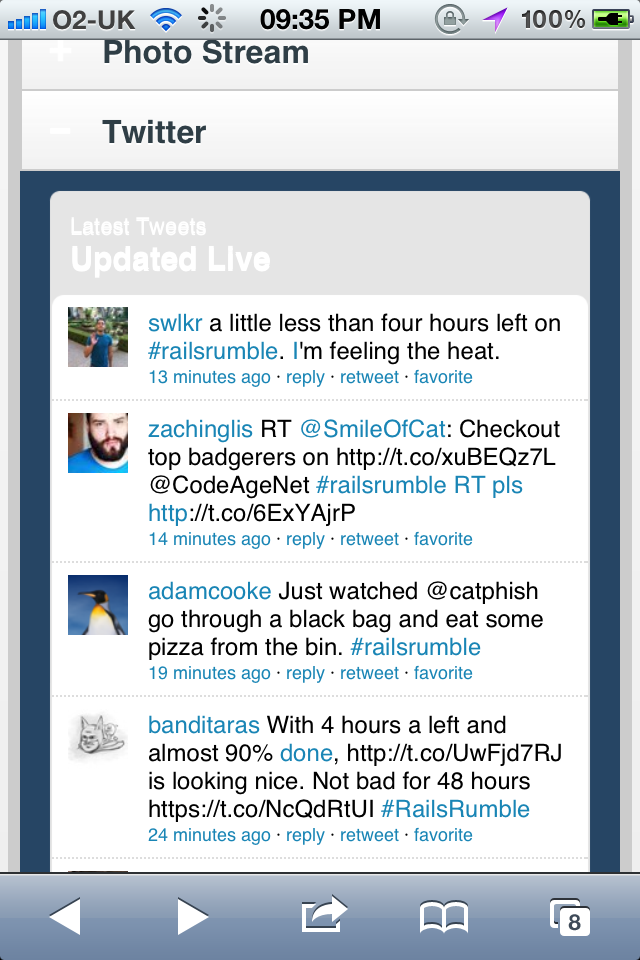 O2-UK 09:35 PM 100%
Photo Stream
Twitter
Latest Tweets
Updated Live
swlkr a little less than four hours left on
#railsrumble. I'm feeling the heat.
13 minutes ago · reply · retweet · favorite
zachinglis RT @SmileOfCat: Checkout
top badgerers on http://t.co/xuBEQz7L
@CodeAgeNet #railsrumble RT pls
http://t.co/6ExYAjrP
14 minutes ago · reply · retweet · favorite
adamcooke Just watched @catphish
go through a black bag and eat some
pizza from the bin. #railsrumble
19 minutes ago · reply · retweet · favorite
banditaras With 4 hours a left and
almost 90% done, http://t.co/UwFjd7RJ
is looking nice. Not bad for 48 hours
https://t.co/NcQdRtUI #RailsRumble
24 minutes ago · reply · retweet · favorite
8